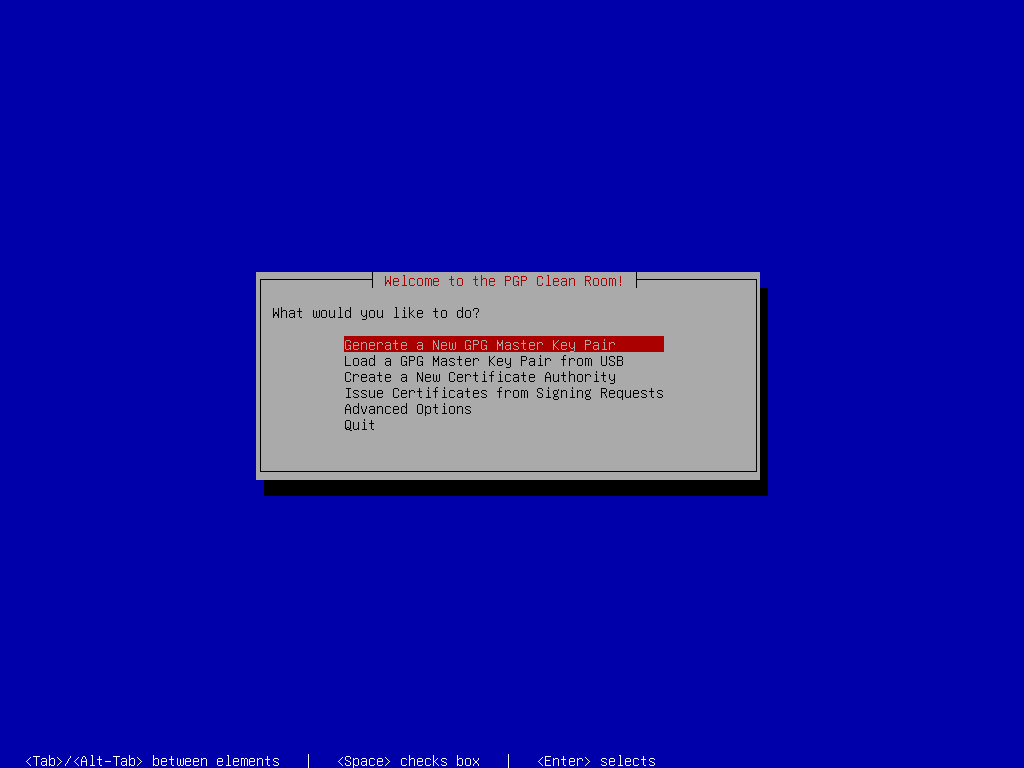 Welcome to the PGP Clean Room!
What would you like to do?
Generate a New GPG Master Key Pair
Load a GPG Master Key Pair from USB
Create a New Certificate Authority
Issue Certificates from Signing Requests
Advanced Options
Quit
<Tab>/<Alt-Tab> between elements | <Space> checks box | <Enter> selects